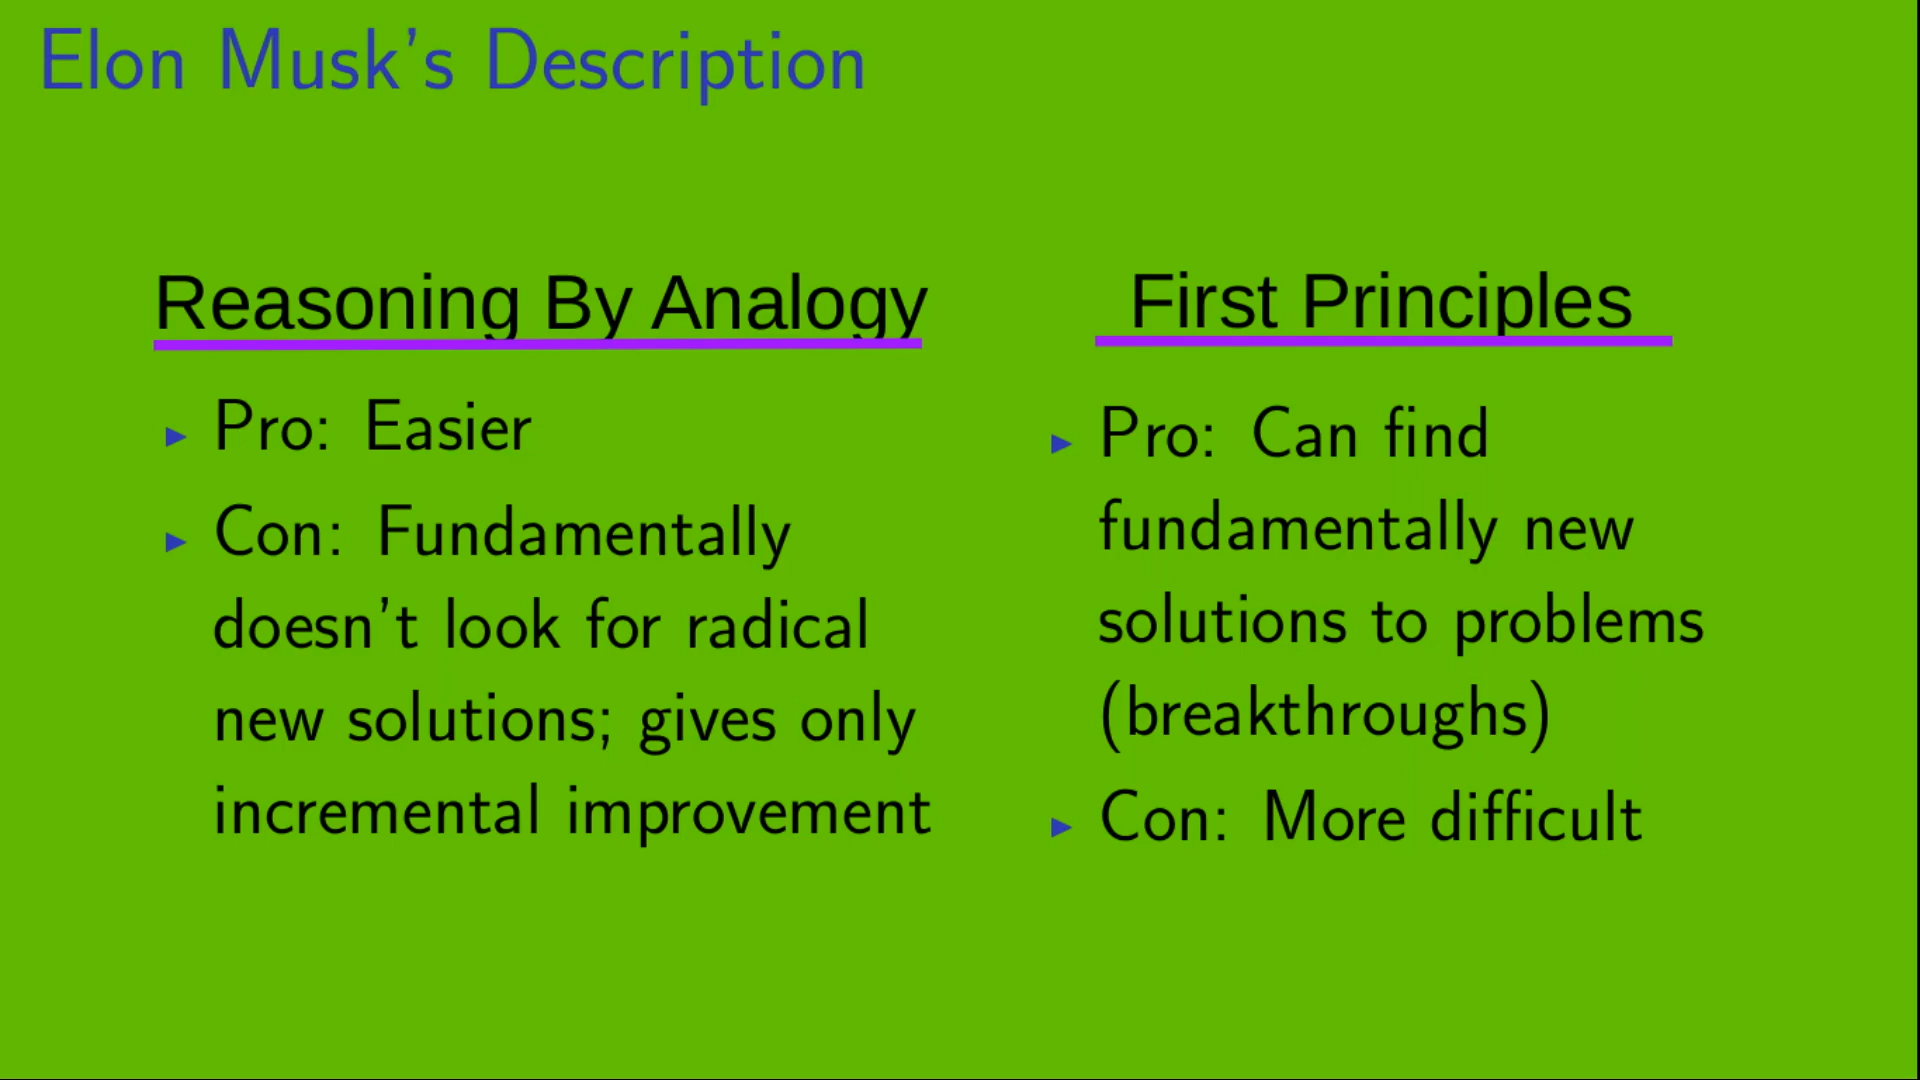 Elon Musk's Description
Reasoning By Analogy
▸ Pro: Easier
▸ Con: Fundamentally
doesn't look for radical
new solutions; gives only
incremental improvement
First Principles
▸ Pro: Can find
fundamentally new
solutions to problems
(breakthroughs)
▸ Con: More difficult